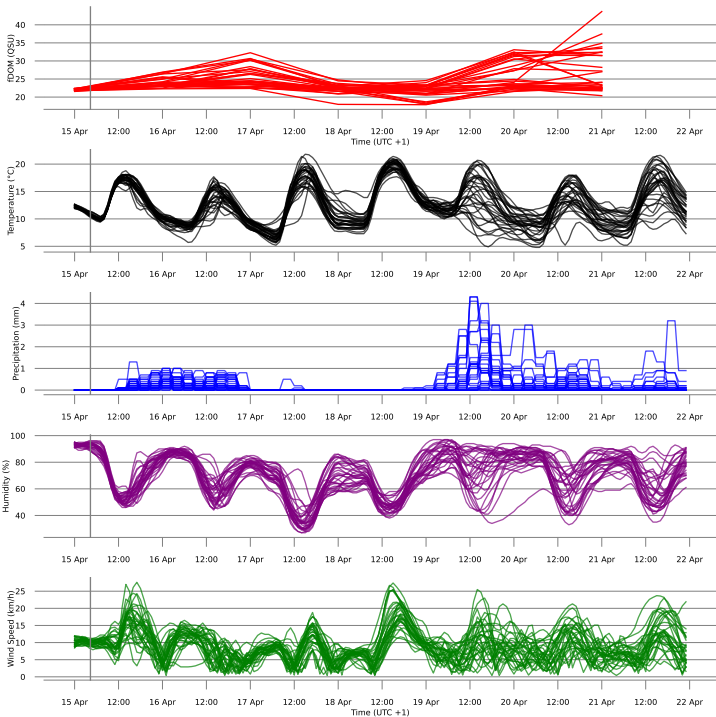 fDOM (QSU)
40
35
30
25
20
15 Apr 12:00 16 Apr 12:00 17 Apr 12:00 18 Apr 12:00 19 Apr 12:00 20 Apr 12:00 21 Apr 12:00 22 Apr
Time (UTC +1)
Temperature (°C)
20
15
10
5
15 Apr 12:00 16 Apr 12:00 17 Apr 12:00 18 Apr 12:00 19 Apr 12:00 20 Apr 12:00 21 Apr 12:00 22 Apr
Precipitation (mm)
4
3
2
1
0
15 Apr 12:00 16 Apr 12:00 17 Apr 12:00 18 Apr 12:00 19 Apr 12:00 20 Apr 12:00 21 Apr 12:00 22 Apr
Humidity (%)
100
80
60
40
15 Apr 12:00 16 Apr 12:00 17 Apr 12:00 18 Apr 12:00 19 Apr 12:00 20 Apr 12:00 21 Apr 12:00 22 Apr
Wind Speed (km/h)
25
20
15
10
5
0
15 Apr 12:00 16 Apr 12:00 17 Apr 12:00 18 Apr 12:00 19 Apr 12:00 20 Apr 12:00 21 Apr 12:00 22 Apr
Time (UTC +1)